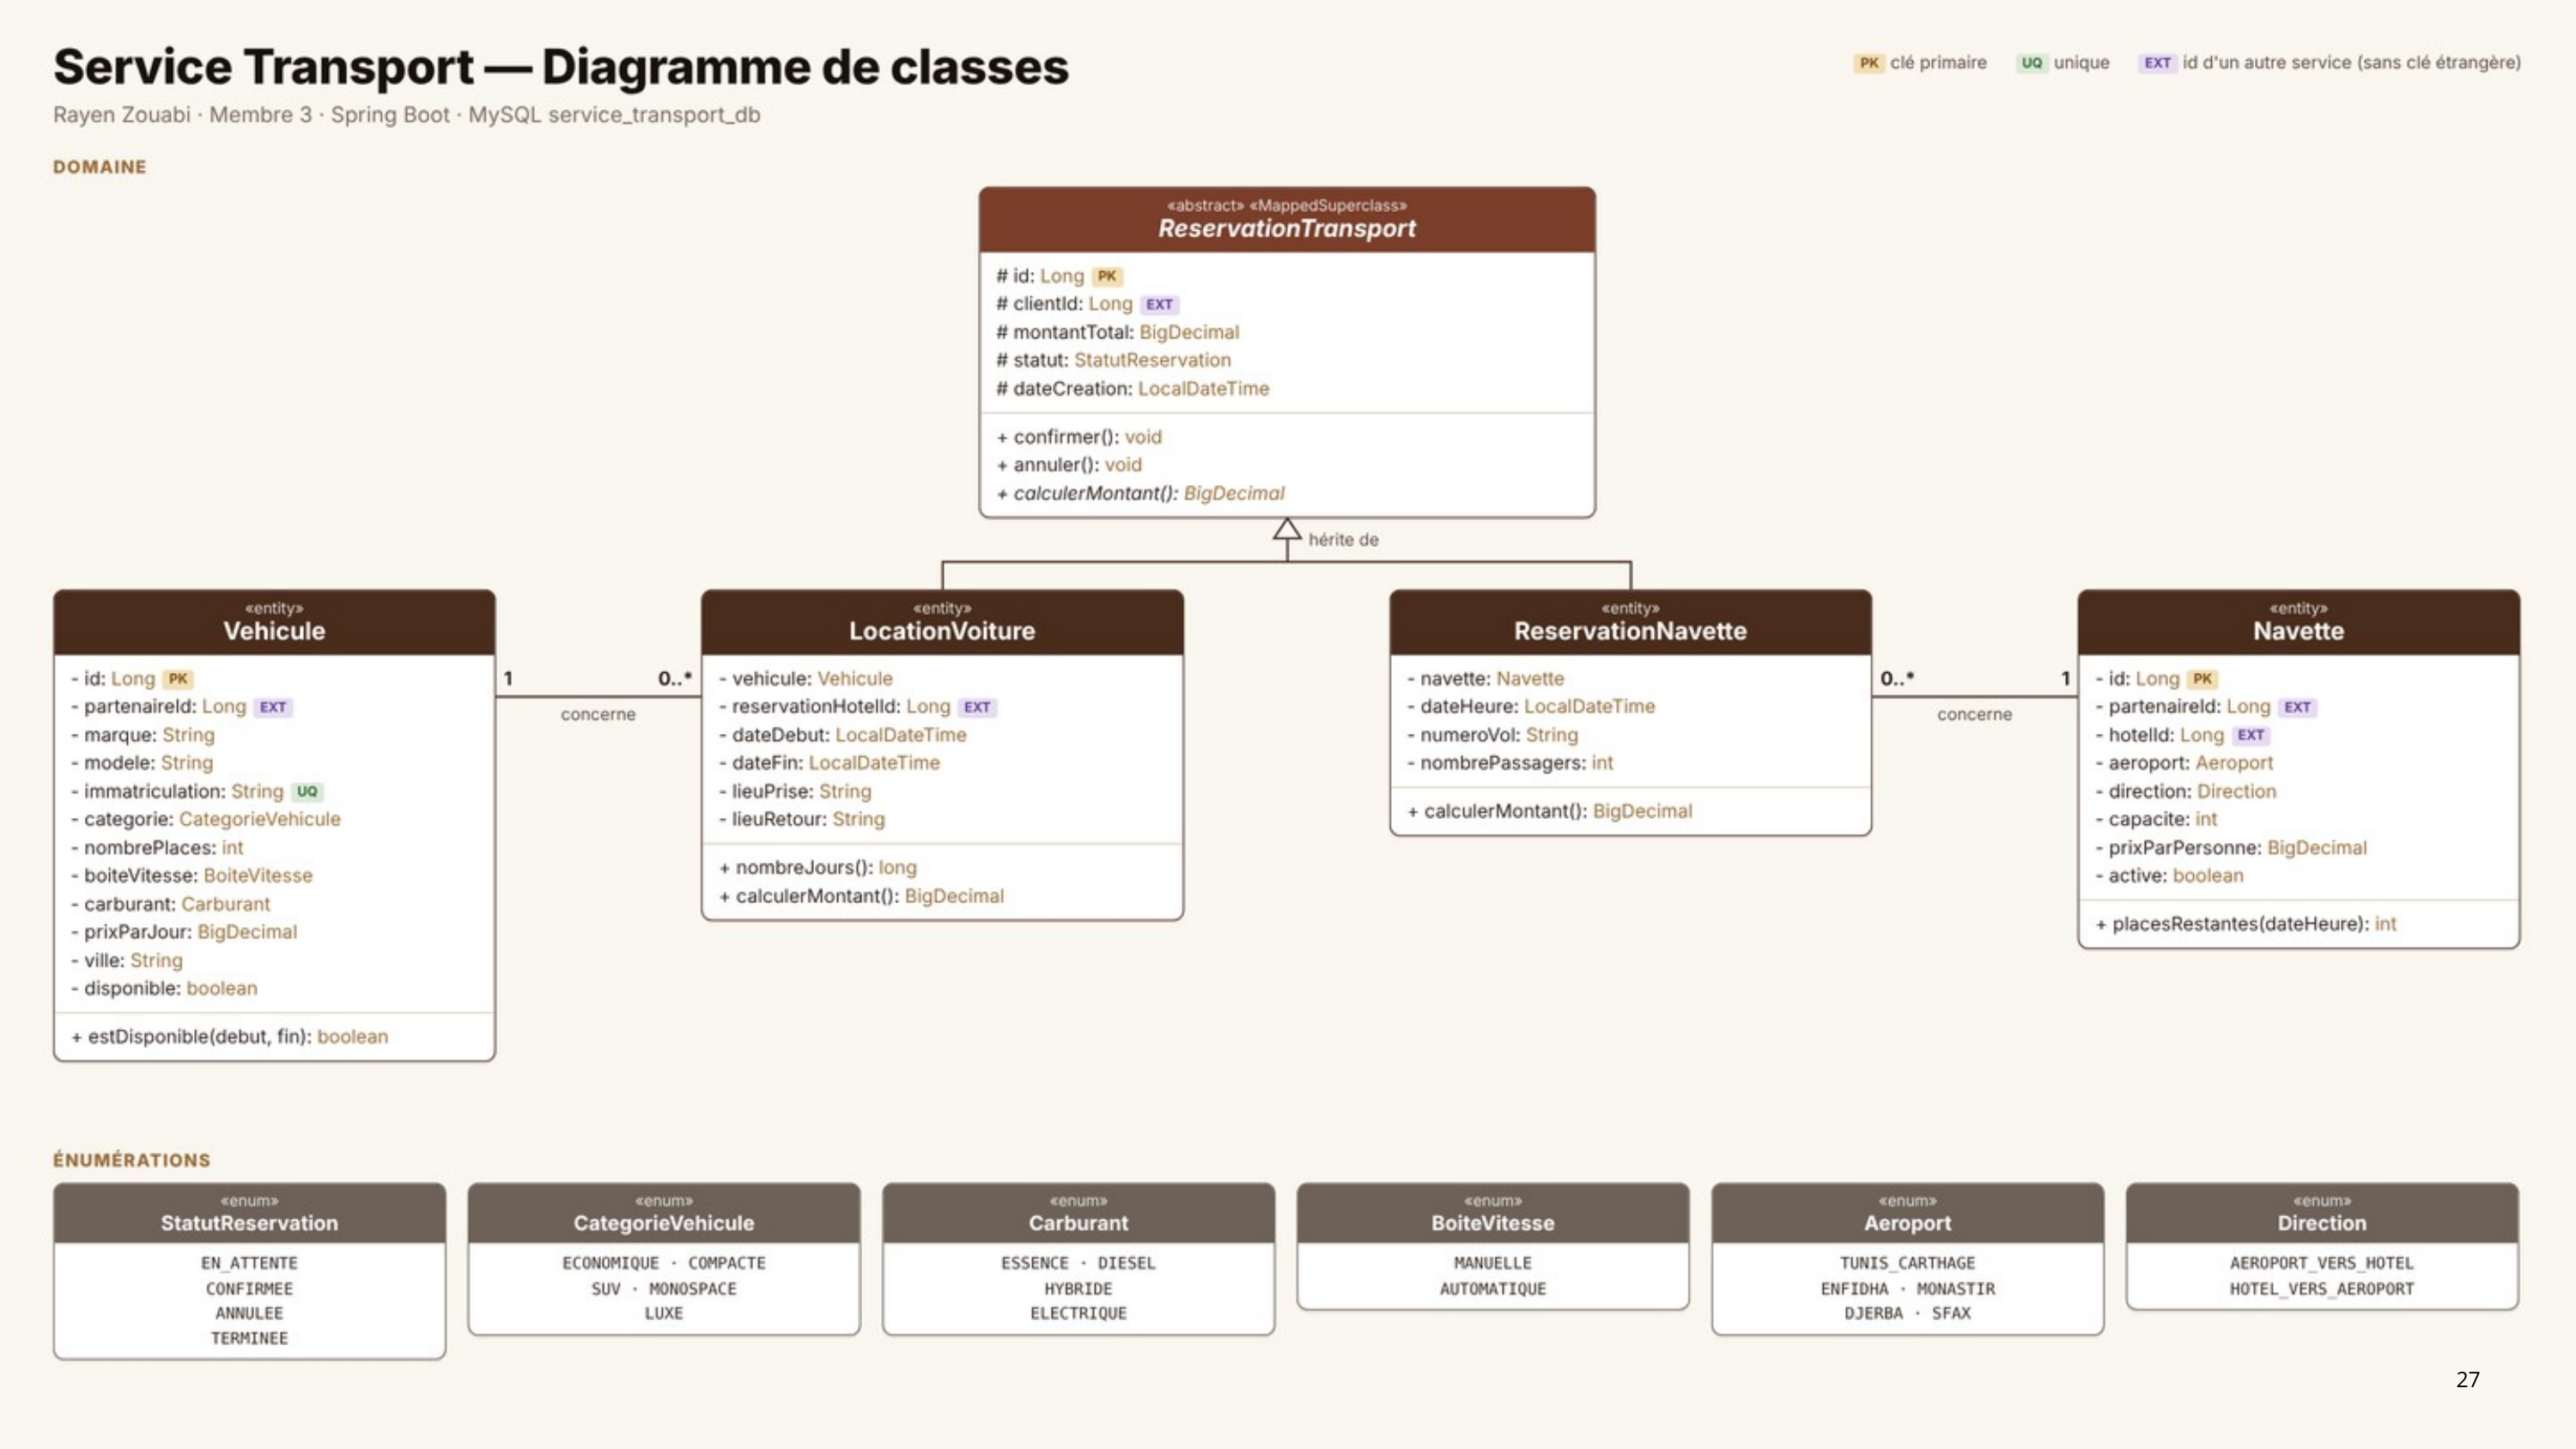 Service Transport — Diagramme de classes
PK clé primaire UQ unique EXT id d'un autre service (sans clé étrangère)
Rayen Zouabi · Membre 3 · Spring Boot · MySQL service_transport_db
DOMAINE
«abstract» «MappedSuperclass»
ReservationTransport
# id: Long PK
# clientId: Long EXT
# montantTotal: BigDecimal
# statut: StatutReservation
# dateCreation: LocalDateTime
+ confirmer(): void
+ annuler(): void
+ calculerMontant(): BigDecimal
hérite de
«entity»
Vehicule
- id: Long PK
- partenaireId: Long EXT
- marque: String
- modele: String
- immatriculation: String UQ
- categorie: CategorieVehicule
- nombrePlaces: int
- boiteVitesse: BoiteVitesse
- carburant: Carburant
- prixParJour: BigDecimal
- ville: String
- disponible: boolean
+ estDisponible(debut, fin): boolean
1 0..*
concerne
«entity»
LocationVoiture
- vehicule: Vehicule
- reservationHotelId: Long EXT
- dateDebut: LocalDateTime
- dateFin: LocalDateTime
- lieuPrise: String
- lieuRetour: String
+ nombreJours(): long
+ calculerMontant(): BigDecimal
«entity»
ReservationNavette
- navette: Navette
- dateHeure: LocalDateTime
- numeroVol: String
- nombrePassagers: int
+ calculerMontant(): BigDecimal
0..* 1
concerne
«entity»
Navette
- id: Long PK
- partenaireId: Long EXT
- hotelId: Long EXT
- aeroport: Aeroport
- direction: Direction
- capacite: int
- prixParPersonne: BigDecimal
- active: boolean
+ placesRestantes(dateHeure): int
ÉNUMÉRATIONS
«enum»
StatutReservation
EN_ATTENTE
CONFIRMEE
ANNULEE
TERMINEE
«enum»
CategorieVehicule
ECONOMIQUE · COMPACTE
SUV · MONOSPACE
LUXE
«enum»
Carburant
ESSENCE · DIESEL
HYBRIDE
ELECTRIQUE
«enum»
BoiteVitesse
MANUELLE
AUTOMATIQUE
«enum»
Aeroport
TUNIS_CARTHAGE
ENFIDHA · MONASTIR
DJERBA · SFAX
«enum»
Direction
AEROPORT_VERS_HOTEL
HOTEL_VERS_AEROPORT
27